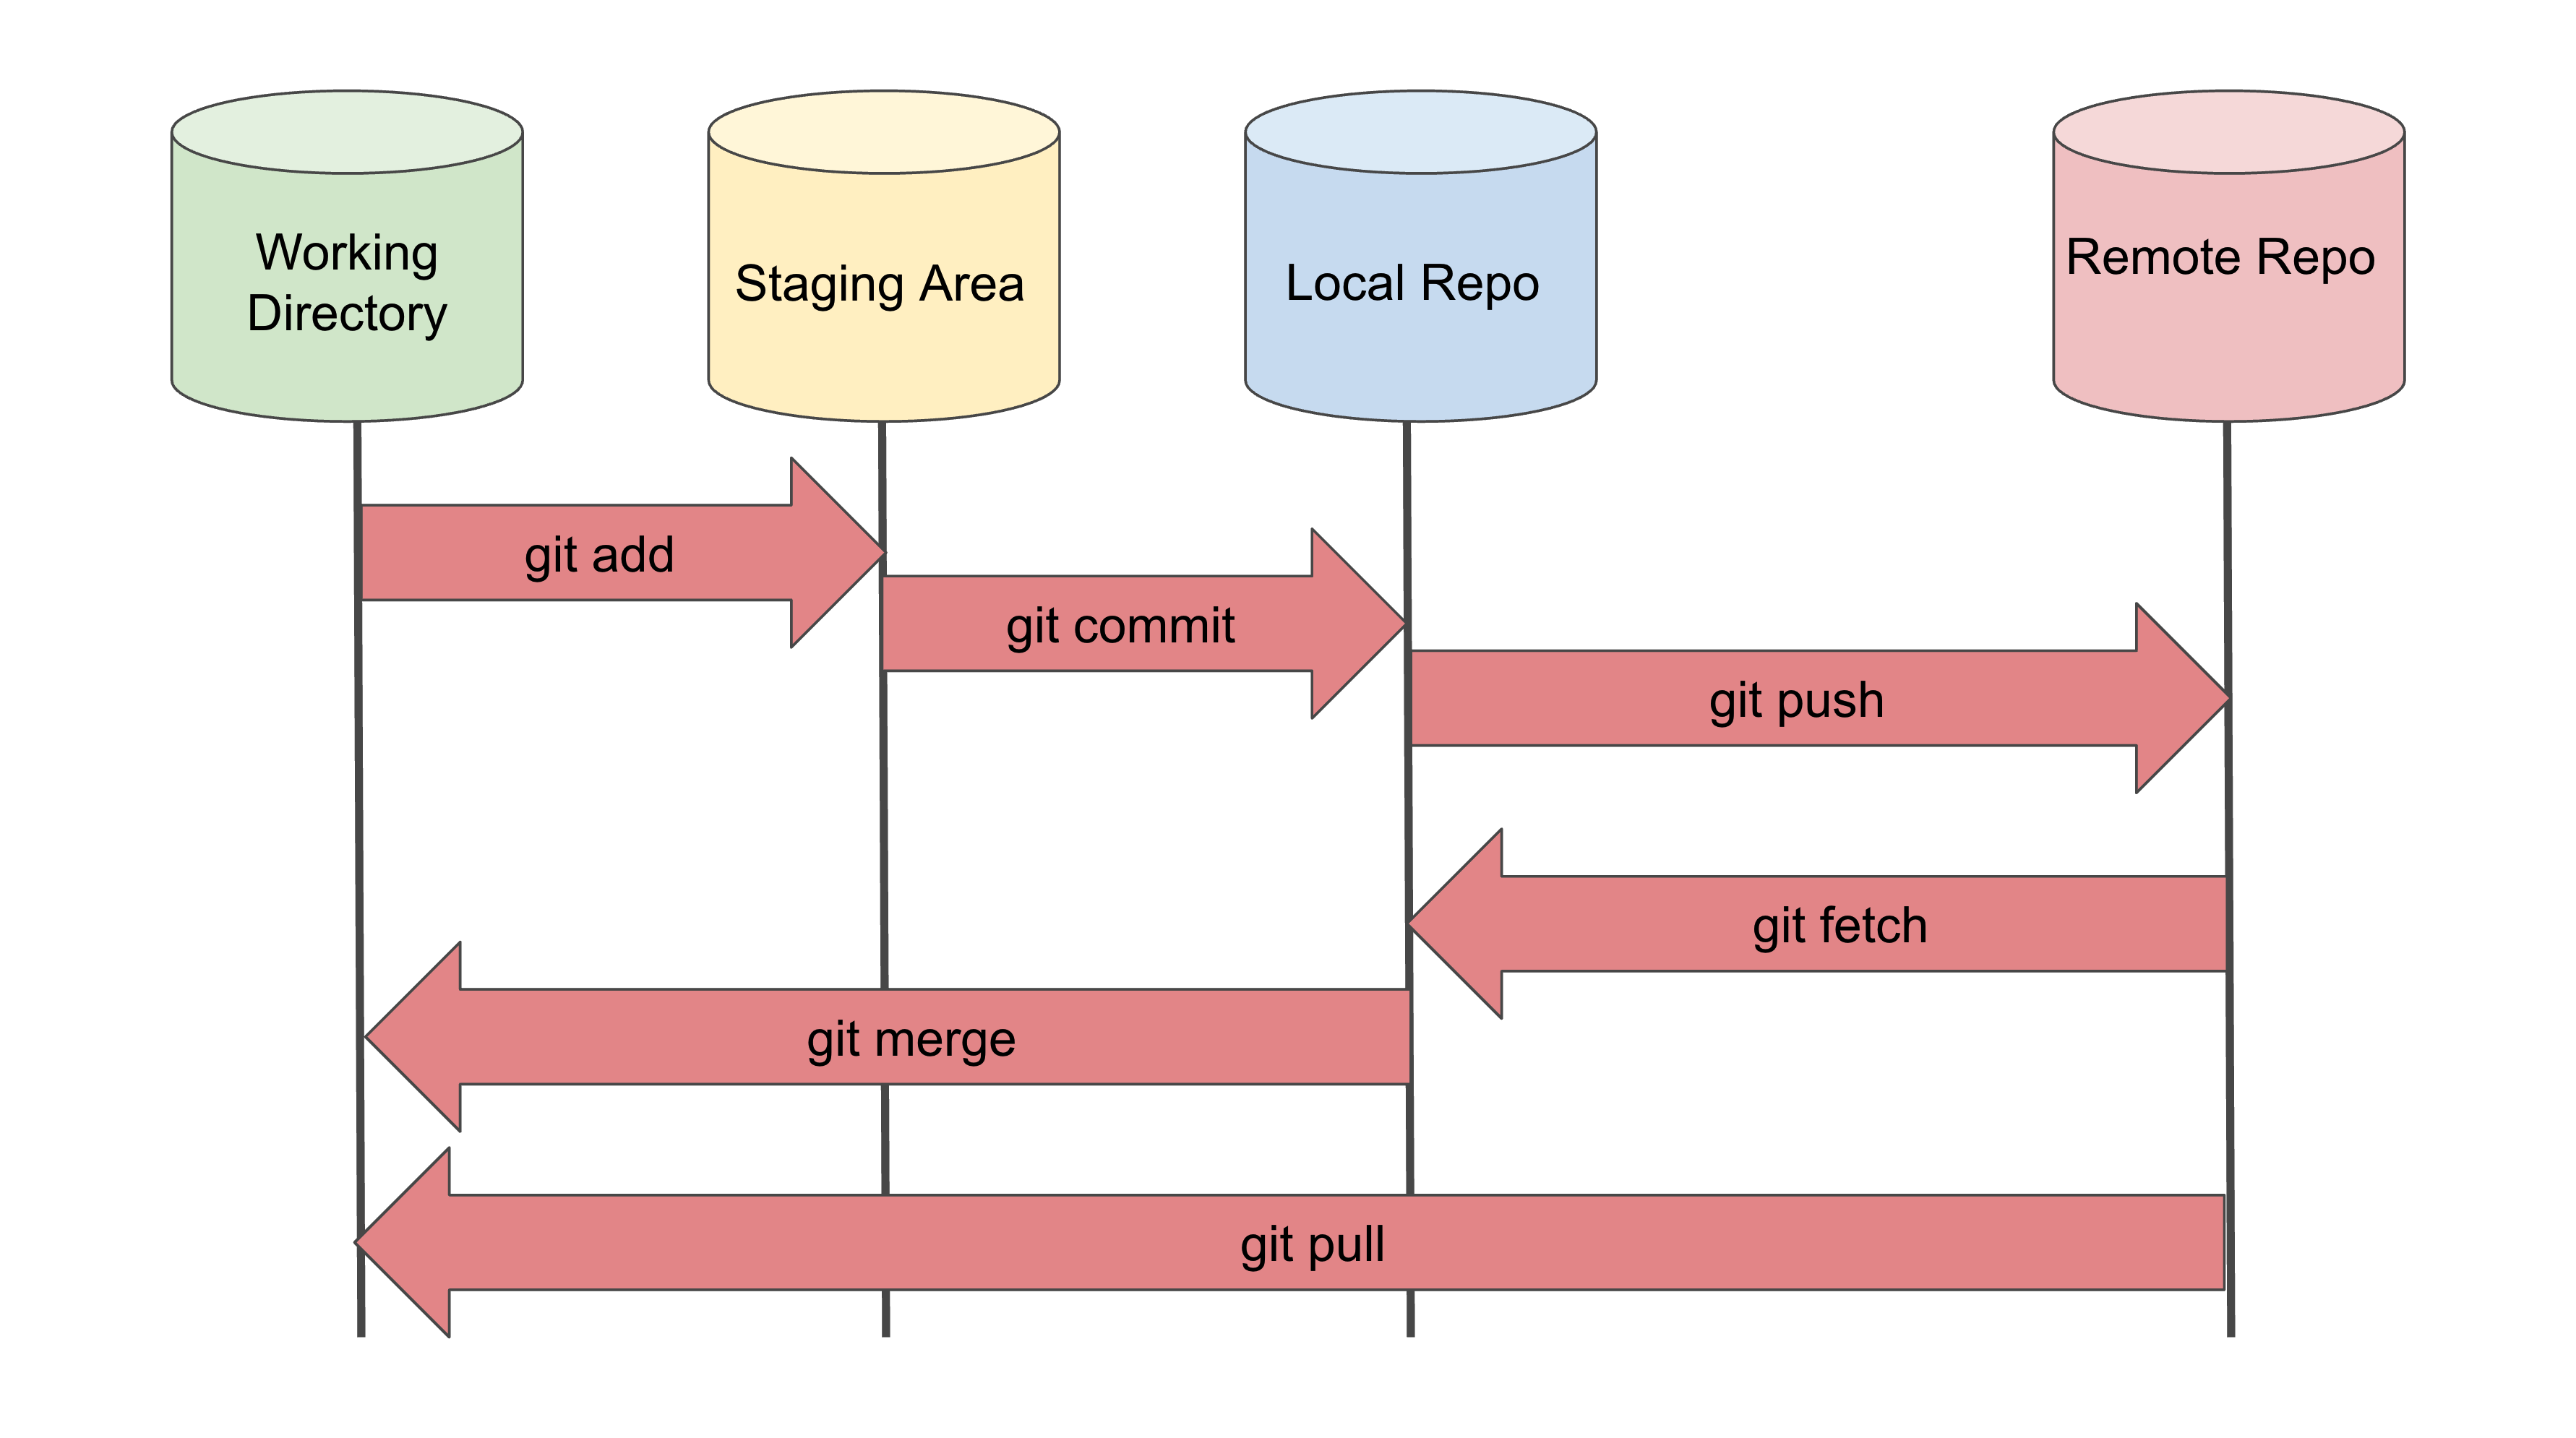 Working
Directory
Staging Area
Local Repo
Remote Repo
git add
git commit
git push
git fetch
git merge
git pull